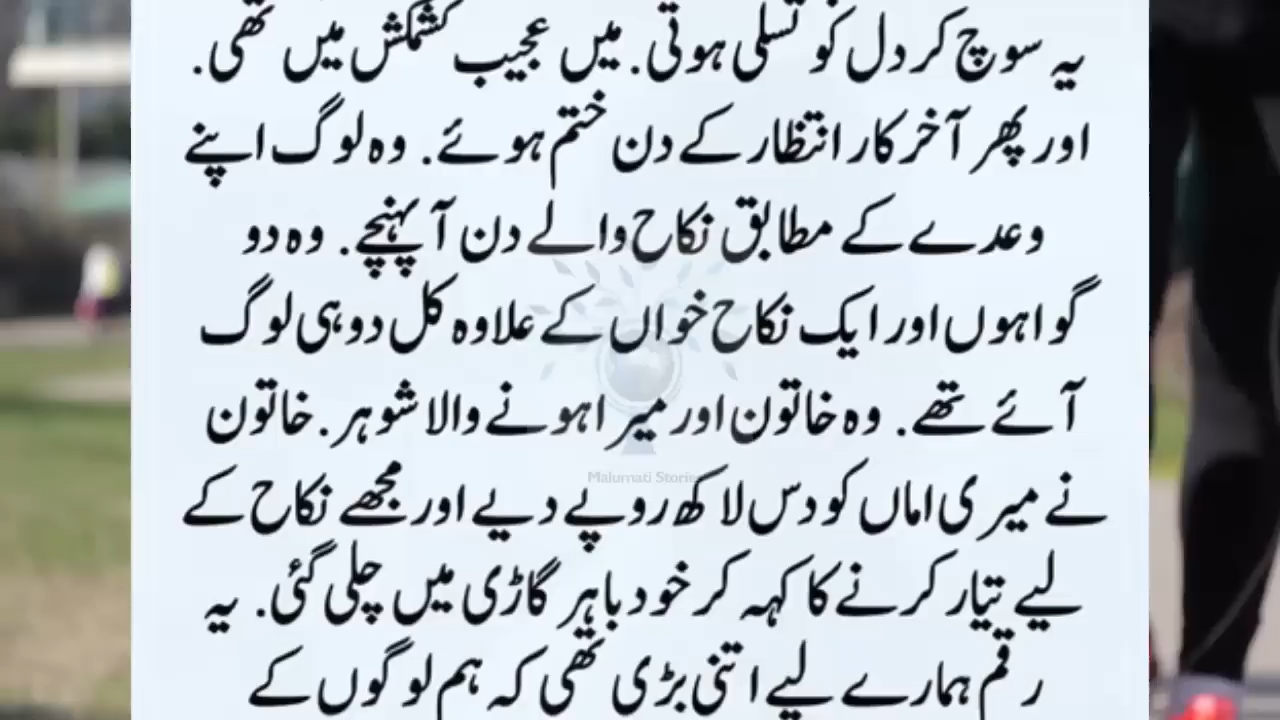 یہ سوچ کر دل کو تسلی ہوتی. میں عجیب کشمکش میں تھی.
اور پھر آخر کار انتظار کے دن ختم ہوئے. وہ لوگ اپنے
وعدے کے مطابق نکاح والے دن آ پہنچے. وہ دو
گواہوں اور ایک نکاح خواں کے علاوہ کل دو ہی لوگ
آئے تھے. وہ خاتون اور میرا ہونے والا شوہر. خاتون
Malumati Stories
نے میری اماں کو دس لاکھ روپے دیے اور مجھے نکاح کے
لیے تیار کرنے کا کہہ کر خود باہر گاڑی میں چلی گئی. یہ
رقم ہمارے لیے اتنی بڑی تھی کہ ہم لوگوں کے